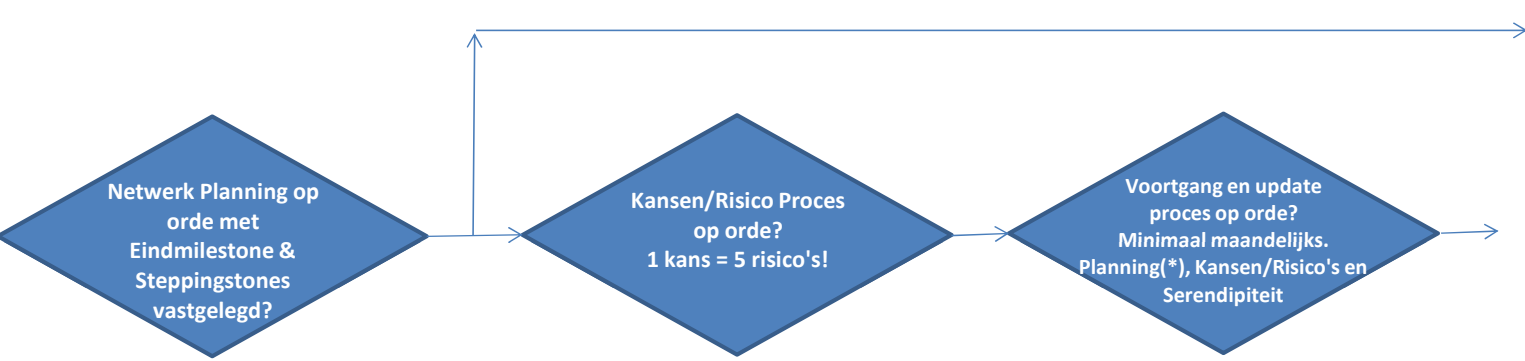 Netwerk Planning op
orde met
Eindmilestone &
Steppingstones
vastgelegd?
Kansen/Risico Proces
op orde?
1 kans = 5 risico's!
Voortgang en update
proces op orde?
Minimaal maandelijks.
Planning(*), Kansen/Risico's en
Serendipiteit